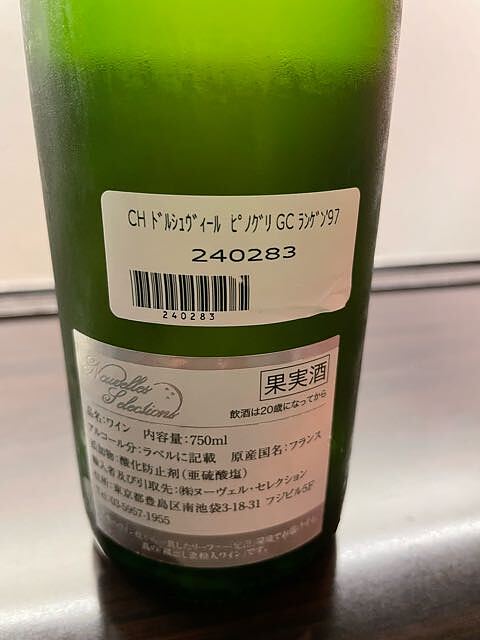 CH ﾄﾞﾙｼｭｳﾞｨｰﾙ ﾋﾟﾉｸﾞﾘ GC ﾗﾝｹﾞﾝ'97
240283
240283
Nouvelles
Selections
果実酒
飲酒は20歳になってから
品名:ワイン 内容量:750ml
アルコール分:ラベルに記載 原産国名:フランス
添加物:酸化防止剤(亜硫酸塩)
輸入者及び引取先:㈱ヌーヴェル・セレクション
住所:東京都豊島区南池袋3-18-31 フジビル5F
Tel.03-5957-1955